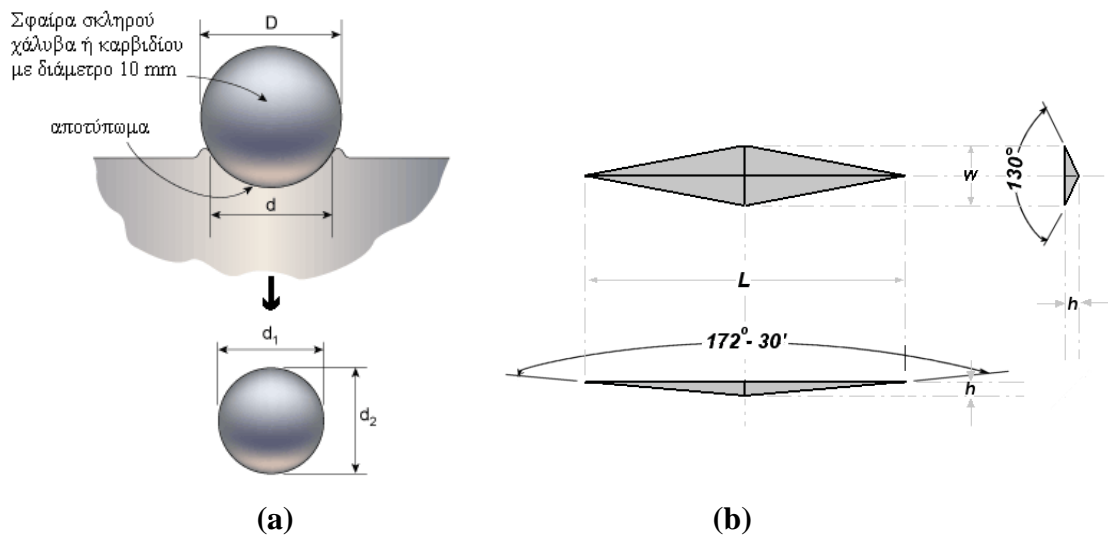 Σφαίρα σκληρού
χάλυβα ή καρβιδίου
με διάμετρο 10 mm
D
αποτύπωμα
d
d₁
d₂
(a)
w
130°
L
h
172°- 30'
h
(b)